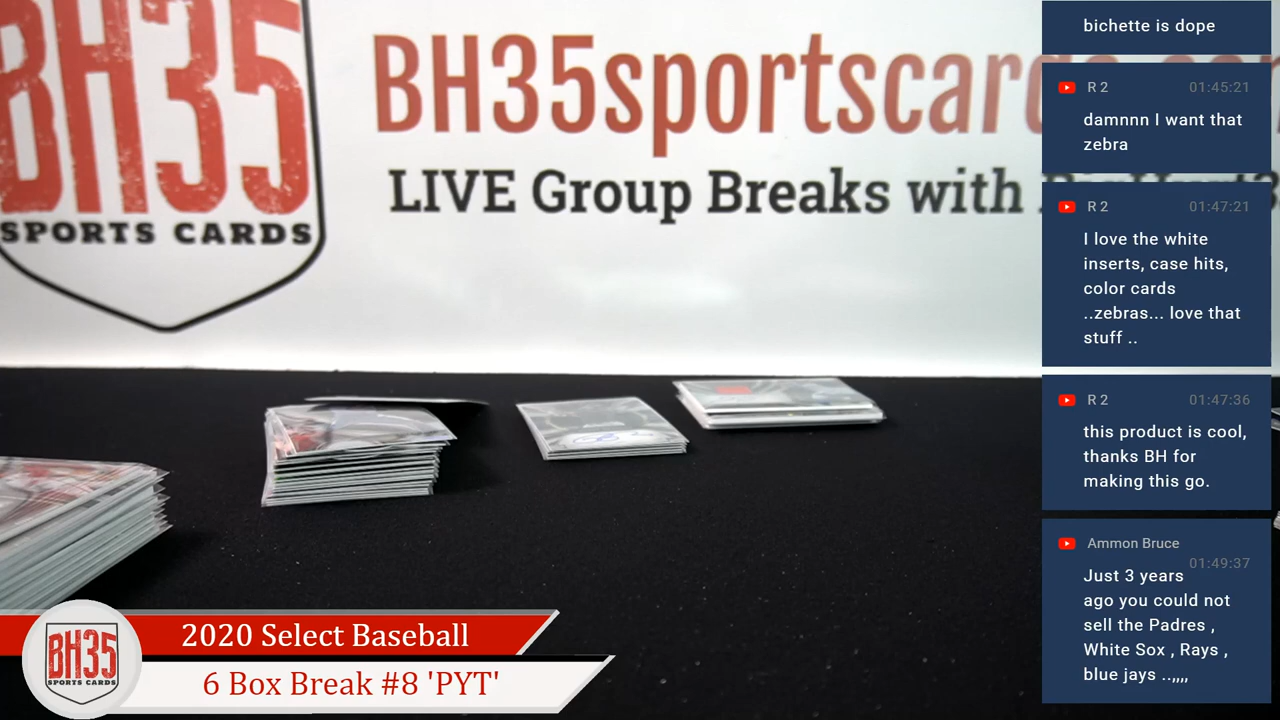 BH35
SPORTS CARDS
BH35sportscard
LIVE Group Breaks with
bichette is dope
R 2 01:45:21
damnnn I want that
zebra
R 2 01:47:21
I love the white
inserts, case hits,
color cards
..zebras... love that
stuff ..
R 2 01:47:36
this product is cool,
thanks BH for
making this go.
Ammon Bruce
01:49:37
Just 3 years
ago you could not
sell the Padres ,
White Sox , Rays ,
blue jays ..,,,,
BH35
SPORTS CARDS
2020 Select Baseball
6 Box Break #8 'PYT'